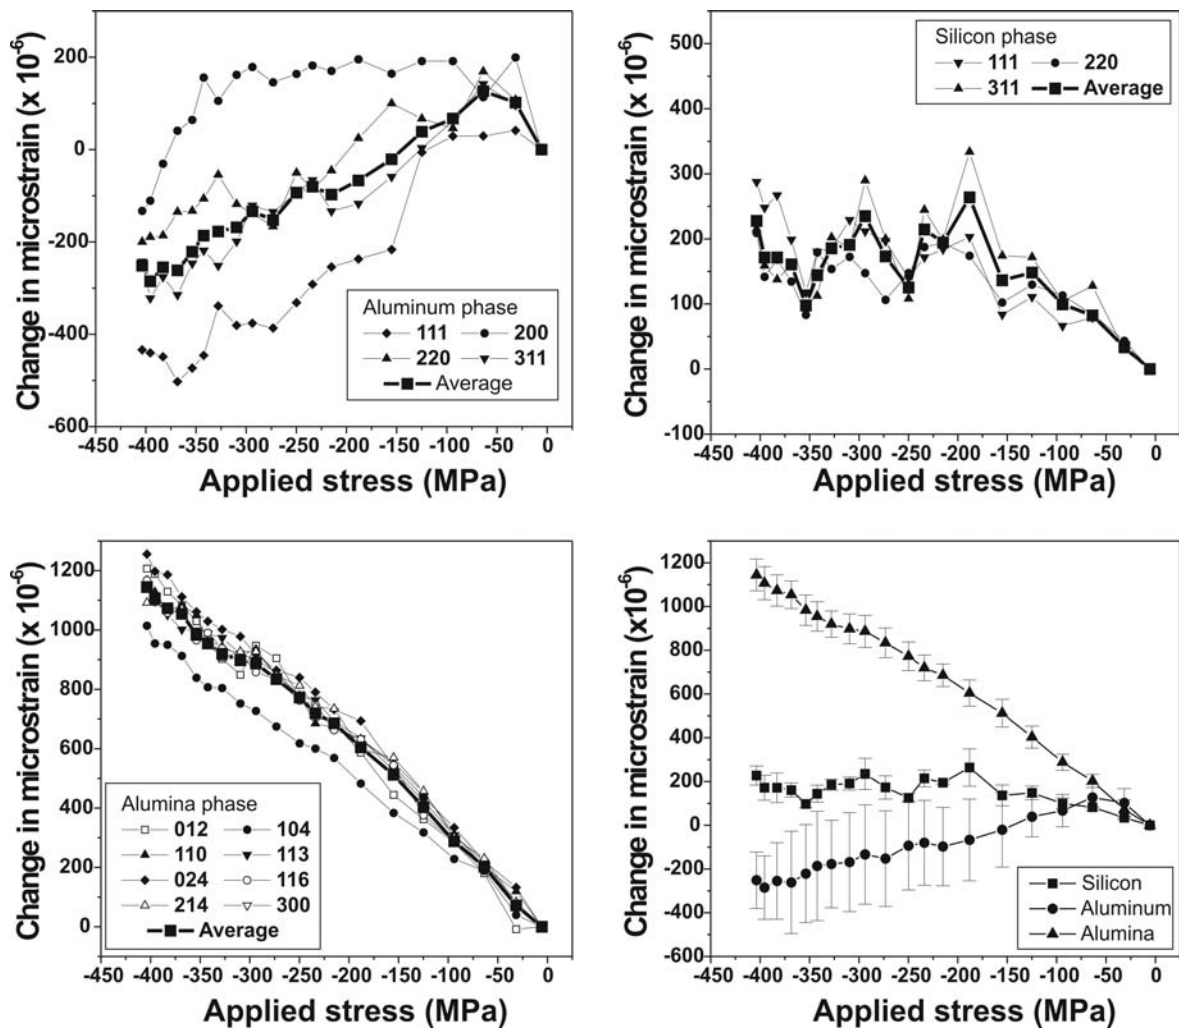 Change in microstrain (x 10⁻⁶)
200
0
-200
-400
-600
Aluminum phase
111 200
220 311
Average
-450 -400 -350 -300 -250 -200 -150 -100 -50 0
Applied stress (MPa)
Change in microstrain (x 10⁻⁶)
500
400
300
200
100
0
-100
Silicon phase
111 220
311 Average
-450 -400 -350 -300 -250 -200 -150 -100 -50 0
Applied stress (MPa)
Change in microstrain (x 10⁻⁶)
1200
1000
800
600
400
200
0
Alumina phase
012 104
110 113
024 116
214 300
Average
-450 -400 -350 -300 -250 -200 -150 -100 -50 0
Applied stress (MPa)
Change in microstrain (x10⁻⁶)
1200
1000
800
600
400
200
0
-200
-400
-600
Silicon
Aluminum
Alumina
-450 -400 -350 -300 -250 -200 -150 -100 -50 0
Applied stress (MPa)